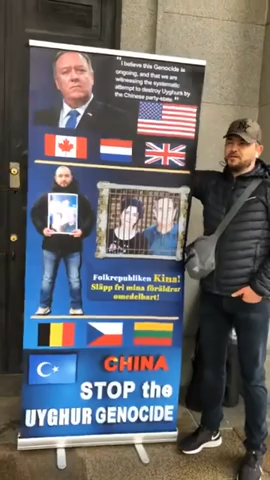 "I believe this Genocide is
ongoing, and that we are
witnessing the systematic
attempt to destroy Uyghurs by
the Chinese party-state."
Folkrepubliken Kina!
Släpp fri mina föräldrar
omedelbart!
CHINA
STOP the
UYGHUR GENOCIDE